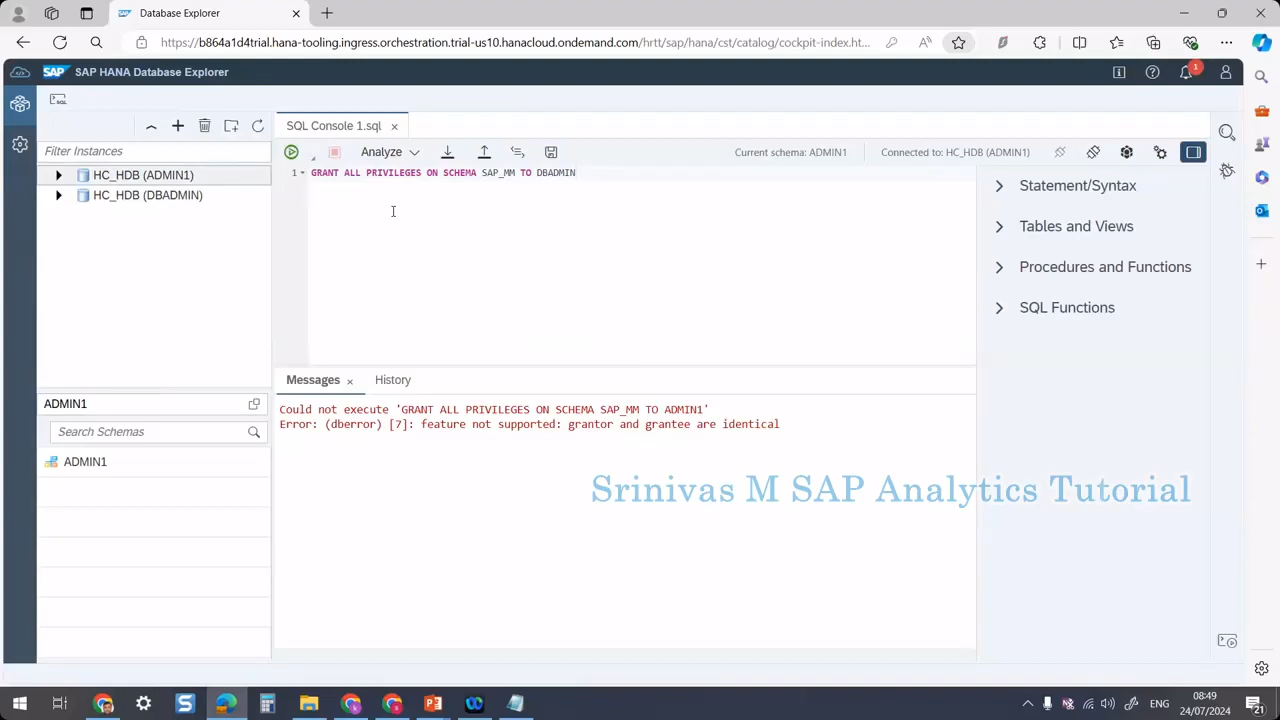 Database Explorer
https://b864a1d4trial.hana-tooling.ingress.orchestration.trial-us10.hanacloud.ondemand.com/hrtt/sap/hana/cst/catalog/cockpit-index.ht...
SAP SAP HANA Database Explorer
1
SQL Console 1.sql
Filter Instances
Analyze
Current schema: ADMIN1
Connected to: HC_HDB (ADMIN1)
HC_HDB (ADMIN1)
HC_HDB (DBADMIN)
1 GRANT ALL PRIVILEGES ON SCHEMA SAP_MM TO DBADMIN
Statement/Syntax
Tables and Views
Procedures and Functions
SQL Functions
Messages
History
Could not execute 'GRANT ALL PRIVILEGES ON SCHEMA SAP_MM TO ADMIN1'
Error: (dberror) [7]: feature not supported: grantor and grantee are identical
ADMIN1
Search Schemas
ADMIN1
Srinivas M SAP Analytics Tutorial
ENG
08:49
24/07/2024
21